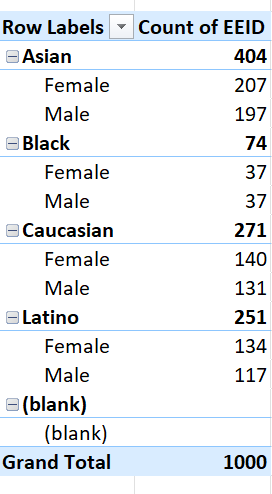 Row Labels Count of EEID
Asian 404
Female 207
Male 197
Black 74
Female 37
Male 37
Caucasian 271
Female 140
Male 131
Latino 251
Female 134
Male 117
(blank)
(blank)
Grand Total 1000